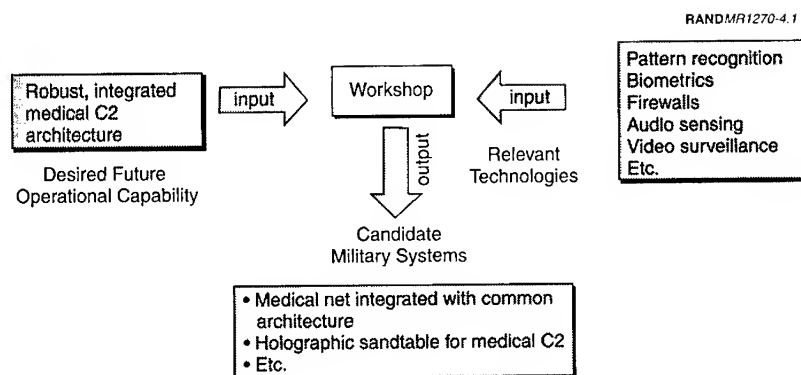 RANDMR1270-4.1
Robust, integrated
medical C2
architecture
input
Workshop
input
Pattern recognition
Biometrics
Firewalls
Audio sensing
Video surveillance
Etc.
Desired Future
Operational Capability
output
Relevant
Technologies
Candidate
Military Systems
• Medical net integrated with common
architecture
• Holographic sandtable for medical C2
• Etc.